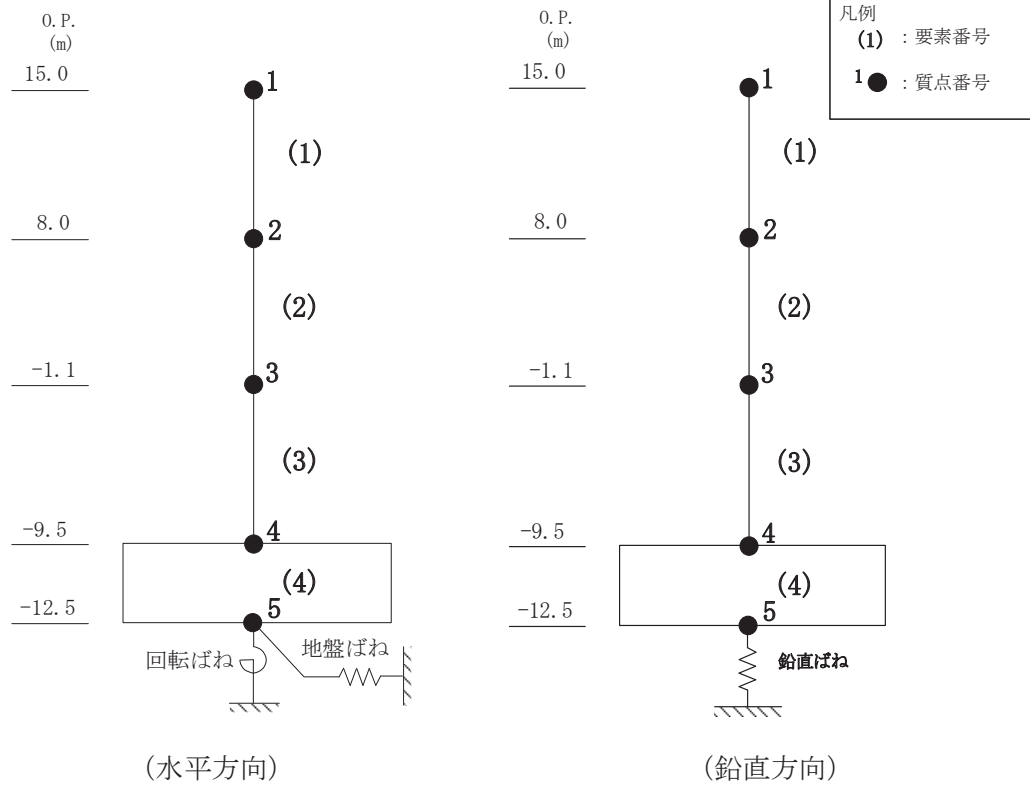 O.P.
(m)
15.0
1
(1)
8.0
2
(2)
-1.1
3
(3)
-9.5
4
(4)
-12.5
5
回転ばね
地盤ばね
(水平方向)
O.P.
(m)
15.0
1
(1)
8.0
2
(2)
-1.1
3
(3)
-9.5
4
(4)
-12.5
5
鉛直ばね
(鉛直方向)
凡例
(1) : 要素番号
1 : 質点番号